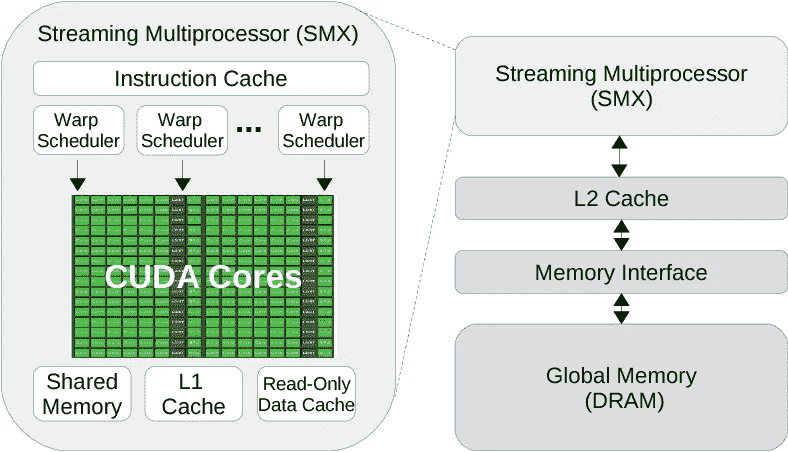 Streaming Multiprocessor (SMX)
Instruction Cache
Warp
Scheduler
Warp
Scheduler
...
Warp
Scheduler
CUDA Cores
Shared
Memory
L1
Cache
Read-Only
Data Cache
Streaming Multiprocessor
(SMX)
L2 Cache
Memory Interface
Global Memory
(DRAM)